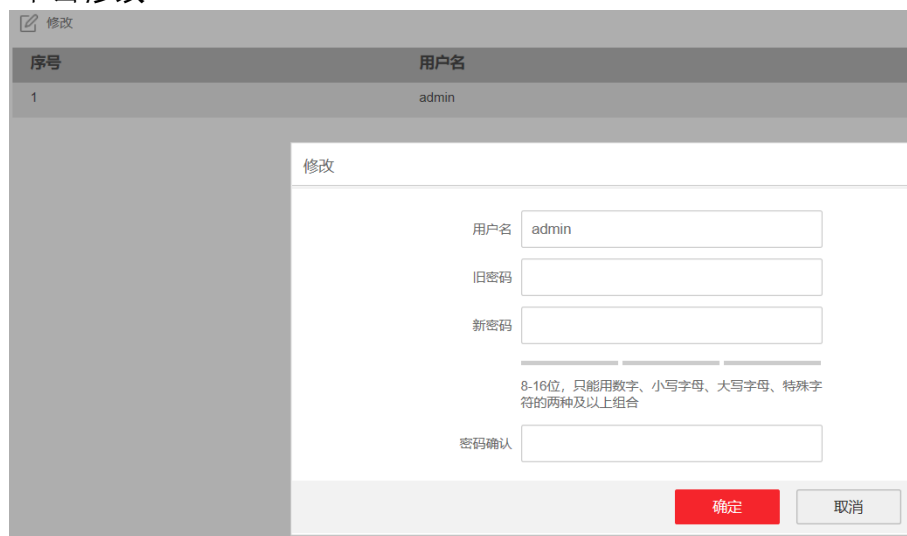 修改
序号 用户名
1 admin
修改
用户名 admin
旧密码
新密码
8-16位，只能用数字、小写字母、大写字母、特殊字
符的两种及以上组合
密码确认
确定 取消